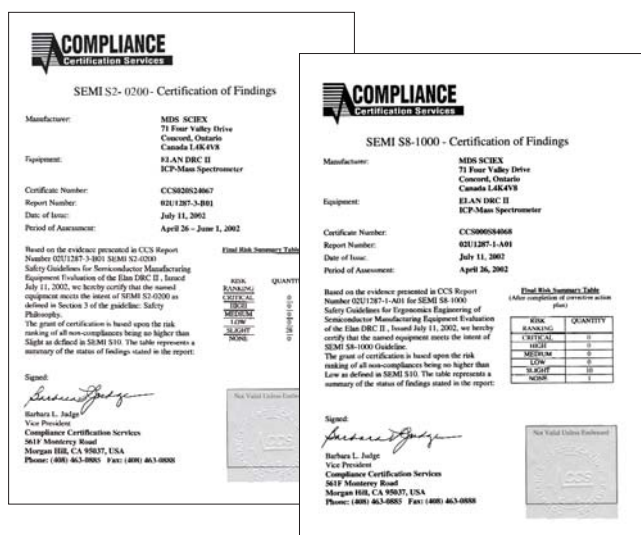 COMPLIANCE
Certification Services
SEMI S2- 0200- Certification of Findings
Manufacturer: MDS SCIEX
71 Four Valley Drive
Concord, Ontario
Canada L4K4V8
Equipment: ELAN DRC II
ICP-Mass Spectrometer
Certificate Number: CCS020S24067
Report Number: 02U1287-3-B01
Date of Issue: July 11, 2002
Period of Assessment: April 26 – June 1, 2002
Based on the evidence presented in CCS Report
Number 02U1287-3-B01 SEMI S2-0200
Safety Guidelines for Semiconductor Manufacturing
Equipment Evaluation of the Elan DRC II , Issued
July 11, 2002, we hereby certify that the named
equipment meets the intent of SEMI S2-0200 as
defined in Section 3 of the guideline: Safety
Philosophy.
The grant of certification is based upon the risk
ranking of all non-compliances being no higher than
Slight as defined in SEMI S10. The table represents a
summary of the status of findings stated in the report:
Final Risk Summary Table
RISK RANKING
CRITICAL 0
HIGH 0
MEDIUM 0
LOW 0
SLIGHT
NONE 0
Signed:
Barbara L. Judge
Barbara L. Judge
Vice President
Compliance Certification Services
561F Monterey Road
Morgan Hill, CA 95037, USA
Phone: (408) 463-0885 Fax: (408) 463-0888
Not Valid Unless
CCS
COMPLIANCE
Certification Services
SEMI S8-1000 - Certification of Findings
Manufacturer: MDS SCIEX
71 Four Valley Drive
Concord, Ontario
Canada L4K4V8
Equipment: ELAN DRC II
ICP-Mass Spectrometer
Certificate Number: CCS000S84068
Report Number: 02U1287-1-A01
Date of Issue: July 11, 2002
Period of Assessment: April 26, 2002
Based on the evidence presented in CCS Report
Number 02U1287-1-A01 for SEMI S8-1000
Safety Guidelines for Ergonomics Engineering of
Semiconductor Manufacturing Equipment Evaluation
of the Elan DRC II , Issued July 11, 2002, we hereby
certify that the named equipment meets the intent of
SEMI S8-1000 Guideline.
The grant of certification is based upon the risk
ranking of all non-compliances being no higher than
Low as defined in SEMI S10. The table represents a
summary of the status of findings stated in the report:
Final Risk Summary Table
(After completion of corrective action
plan)
RISK RANKING QUANTITY
CRITICAL 0
HIGH 0
MEDIUM 0
LOW 0
SLIGHT 10
NONE 1
Signed:
Barbara L. Judge
Barbara L. Judge
Vice President
Compliance Certification Services
561F Monterey Road
Morgan Hill, CA 95037, USA
Phone: (408) 463-0885 Fax: (408) 463-0888
Not Valid Unless Embossed
CCS